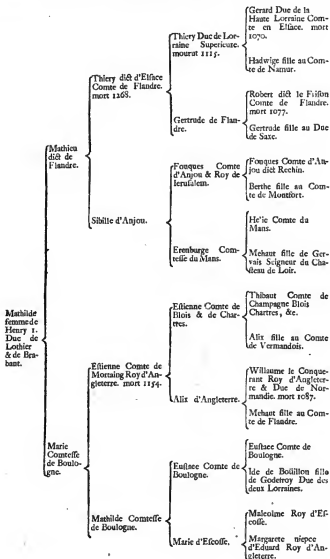 Mathilde
femme de
Henry 1.
Duc de
Lothier
& de Bra-
bant.
Mathieu
dict de
Flandre.
Marie
Comtesse
de Boulo-
gne.
Thiery dict d'Elsace
Comte de Flandre.
mort 1268.
Sibille d'Anjou.
Estienne Comte de
Mortaing Roy d'An-
gleterre. mort 1154.
Mathilde Comtesse
de Boulogne.
Thiery Duc de Lor-
raine Superieure.
mourut 1115.
Gertrude de Flan-
dre.
Fouques Comte
d'Anjou & Roy de
Ierusalem.
Erenburge Com-
tesse du Mans.
Estienne Comte de
Blois & de Char-
tres.
Alix d'Angleterre.
Eustace Comte de
Boulogne.
Marie d'Escosse.
Gerard Duc de la
Haute Lorraine Com-
te en Elsace. mort
1070.
Hadwige fille au Com-
te de Namur.
Robert dict le Frison
Comte de Flandre.
mort 1077.
Gertrude fille au Duc
de Saxe.
Fouques Comte d'An-
jou dict Rechin.
Berthe fille au Com-
te de Montfort.
He'ie Comte du
Mans.
Mehaut fille de Ger-
vais Seigneur du Cha-
steau de Loir.
Thibaut Comte de
Champagne Blois
Chartres, &c.
Alix fille au Comte
de Vermandois.
Willaume le Conque-
rant Roy d'Angleter-
re & Duc de Nor-
mandie. mort 1087.
Mehaut fille au Com-
te de Flandre.
Eustace Comte de
Boulogne.
Ide de Boüillon fille
de Godefroy Duc des
deux Lorraines.
Malcolme Roy d'Es-
cosse.
Margarete niepce
d'Eduard Roy d'An-
gleterre.